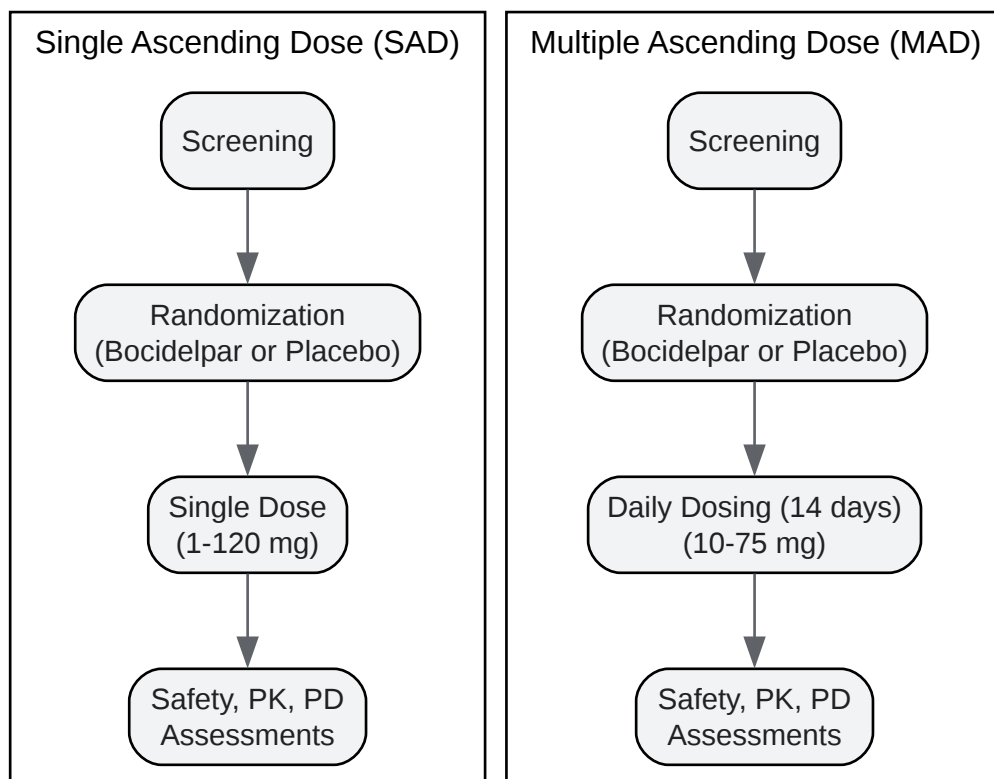 Single Ascending Dose (SAD)
Screening
Randomization
(Bocidelpar or Placebo)
Single Dose
(1-120 mg)
Safety, PK, PD
Assessments
Multiple Ascending Dose (MAD)
Screening
Randomization
(Bocidelpar or Placebo)
Daily Dosing (14 days)
(10-75 mg)
Safety, PK, PD
Assessments